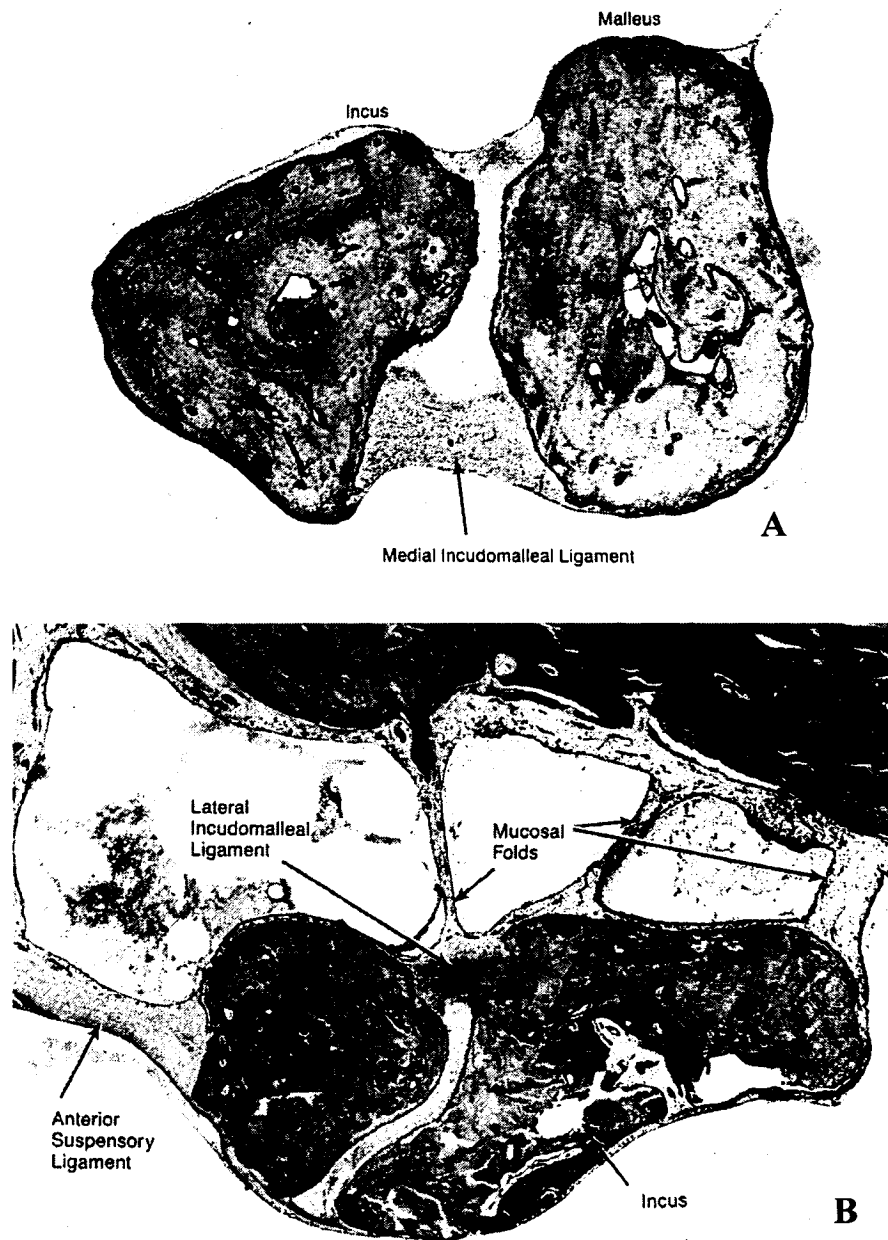 Malleus
Incus
A
Medial Incudomalleal Ligament
Lateral
Incudomalleal
Ligament
Mucosal
Folds
Anterior
Suspensory
Ligament
Incus
B